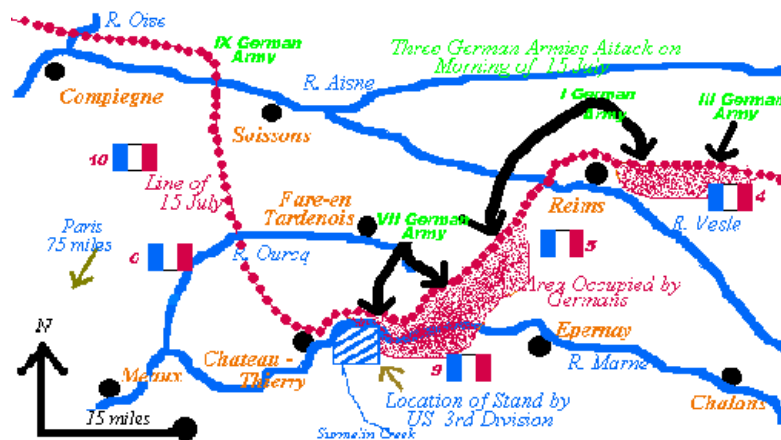 R. Oise
IX German
Army
Three German Armies Attack on
Morning of 15 July
R. Aisne
I German
Army
III German
Army
Compiegne
Soissons
10
Line of
15 July
Fare-en
Tardenois
Reims
4
R. Vesle
Paris
75 miles
6
R. Ourcq
VII German
Army
5
Area Occupied by
Germans
N
Chateau -
Thierry
Epernay
R. Marne
9
Meaux
Chalons
15 miles
Location of Stand by
US 3rd Division
Surmelin Creek